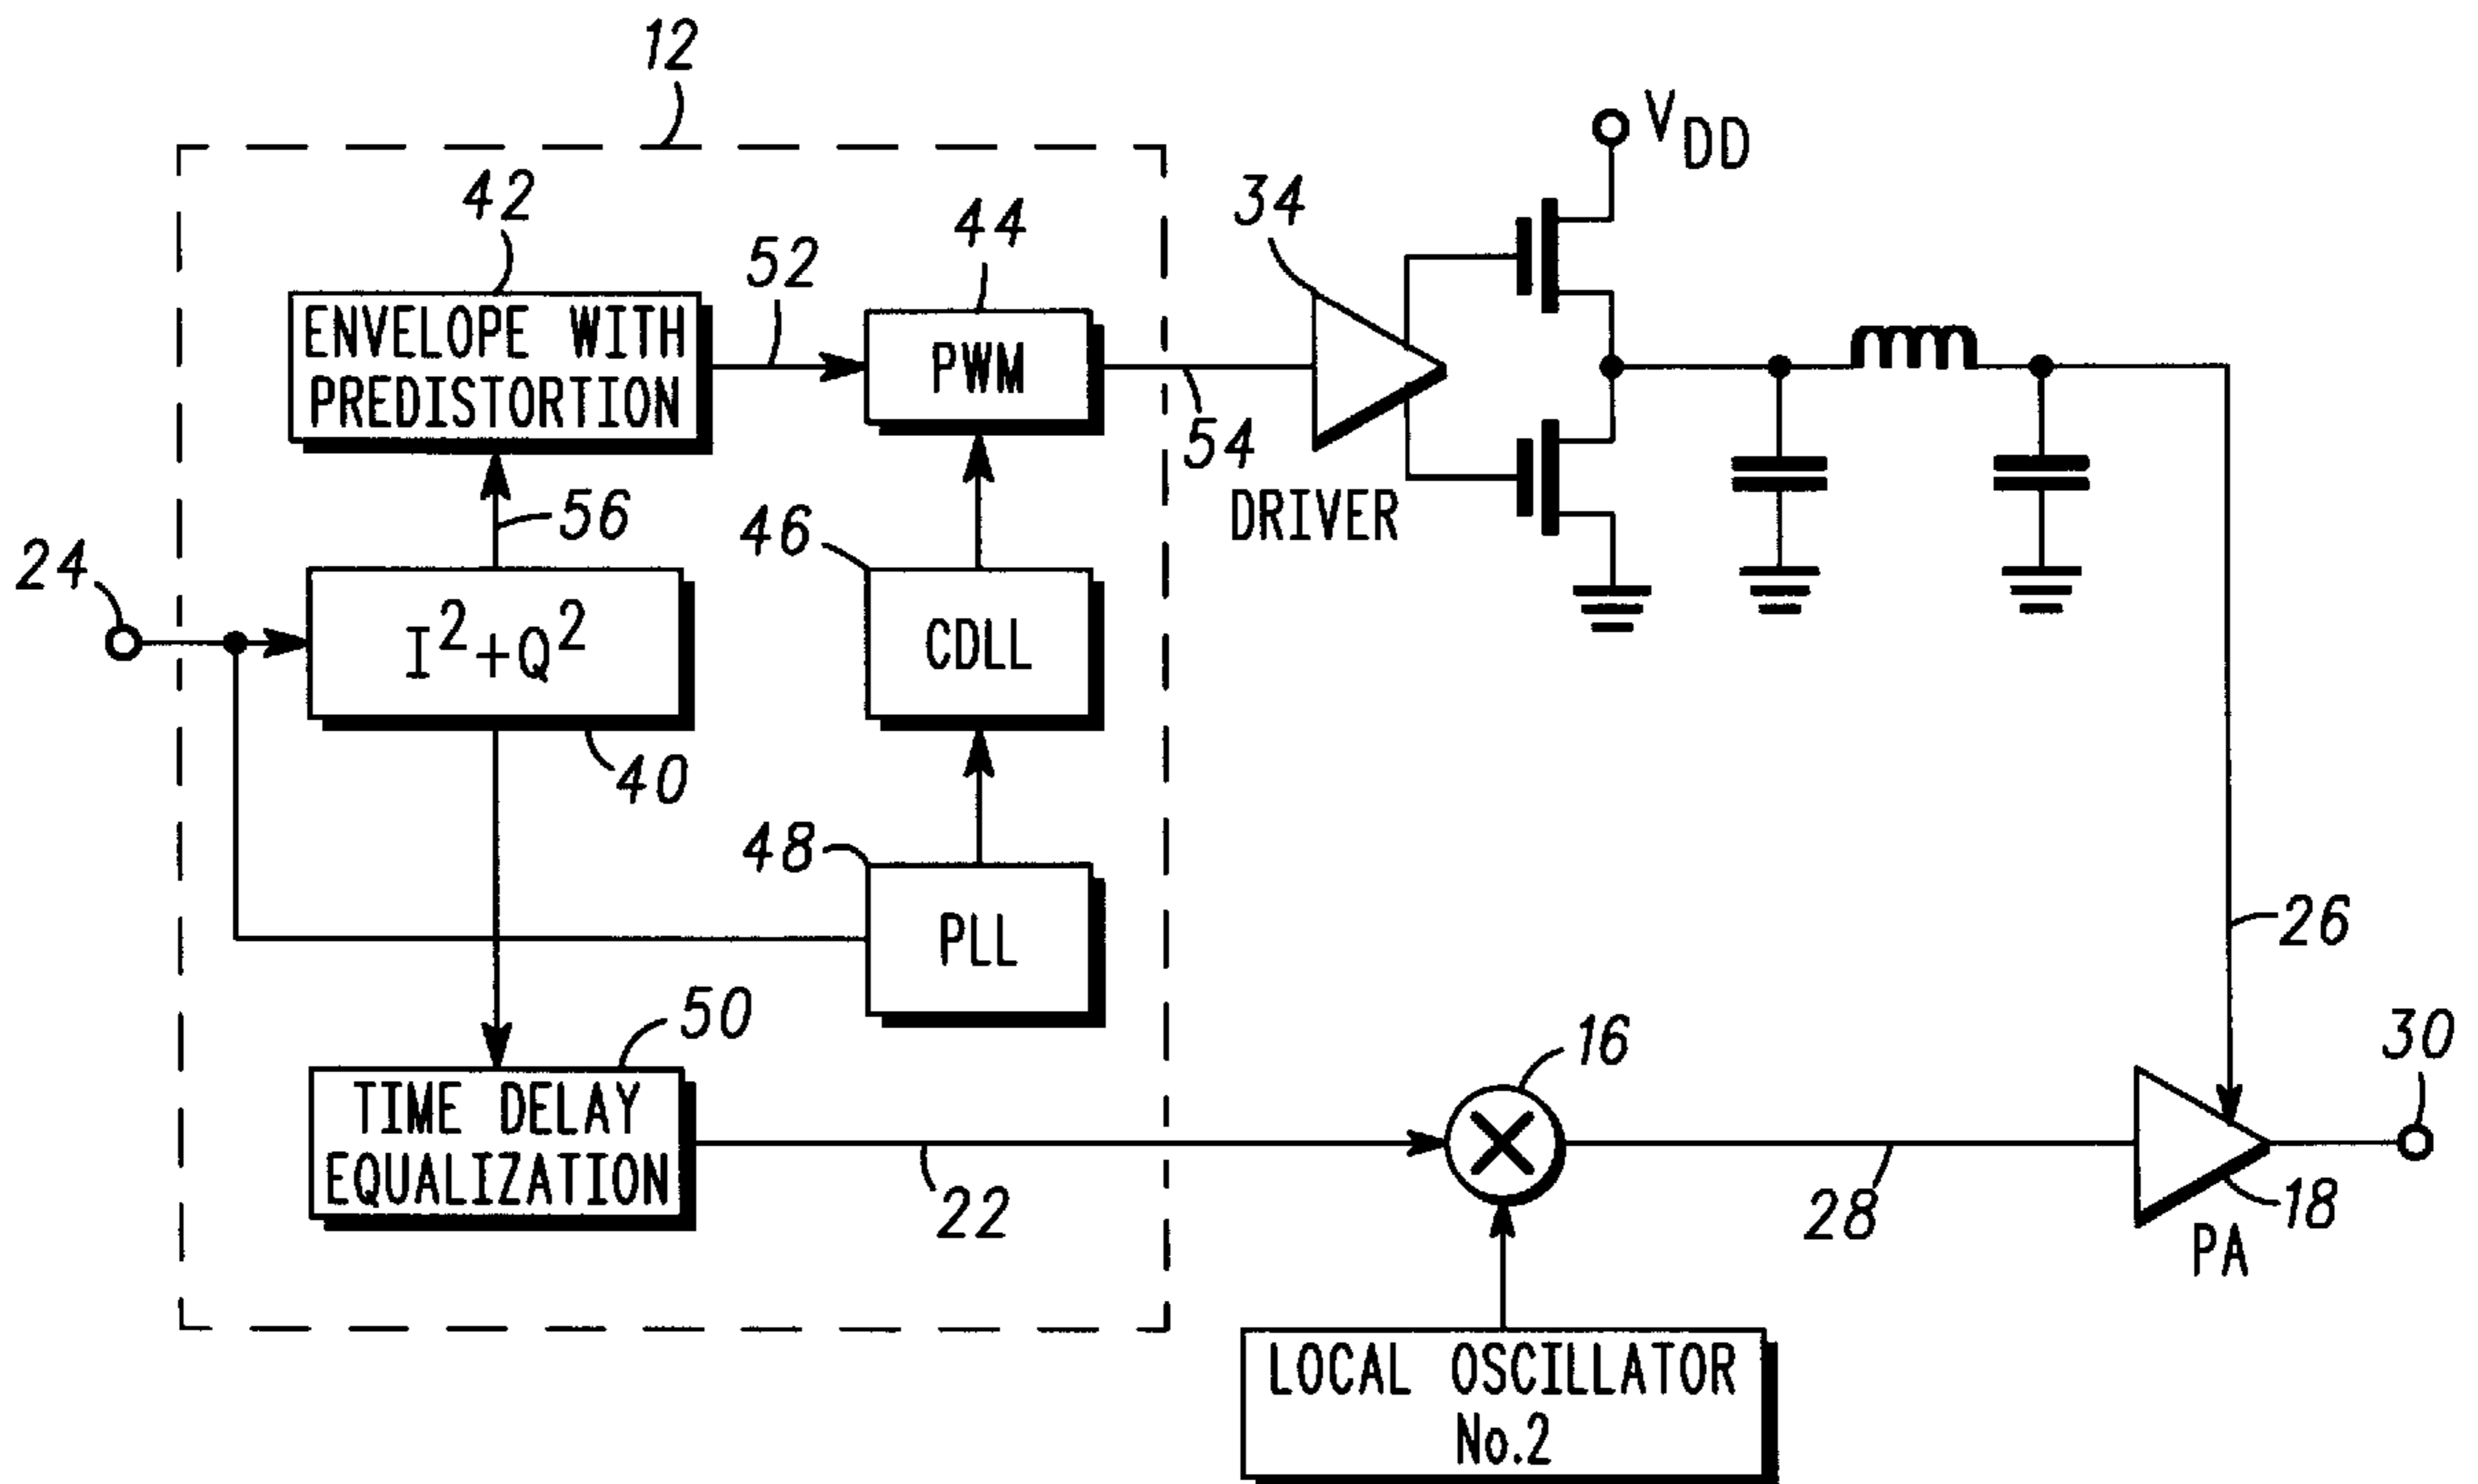 12
V_DD
42
44
34
52
ENVELOPE WITH
PREDISTORTION
PWM
54
DRIVER
56
46
24
I²+Q²
CDLL
40
48
PLL
26
50
16
30
TIME DELAY
EQUALIZATION
22
28
18
PA
LOCAL OSCILLATOR
No.2